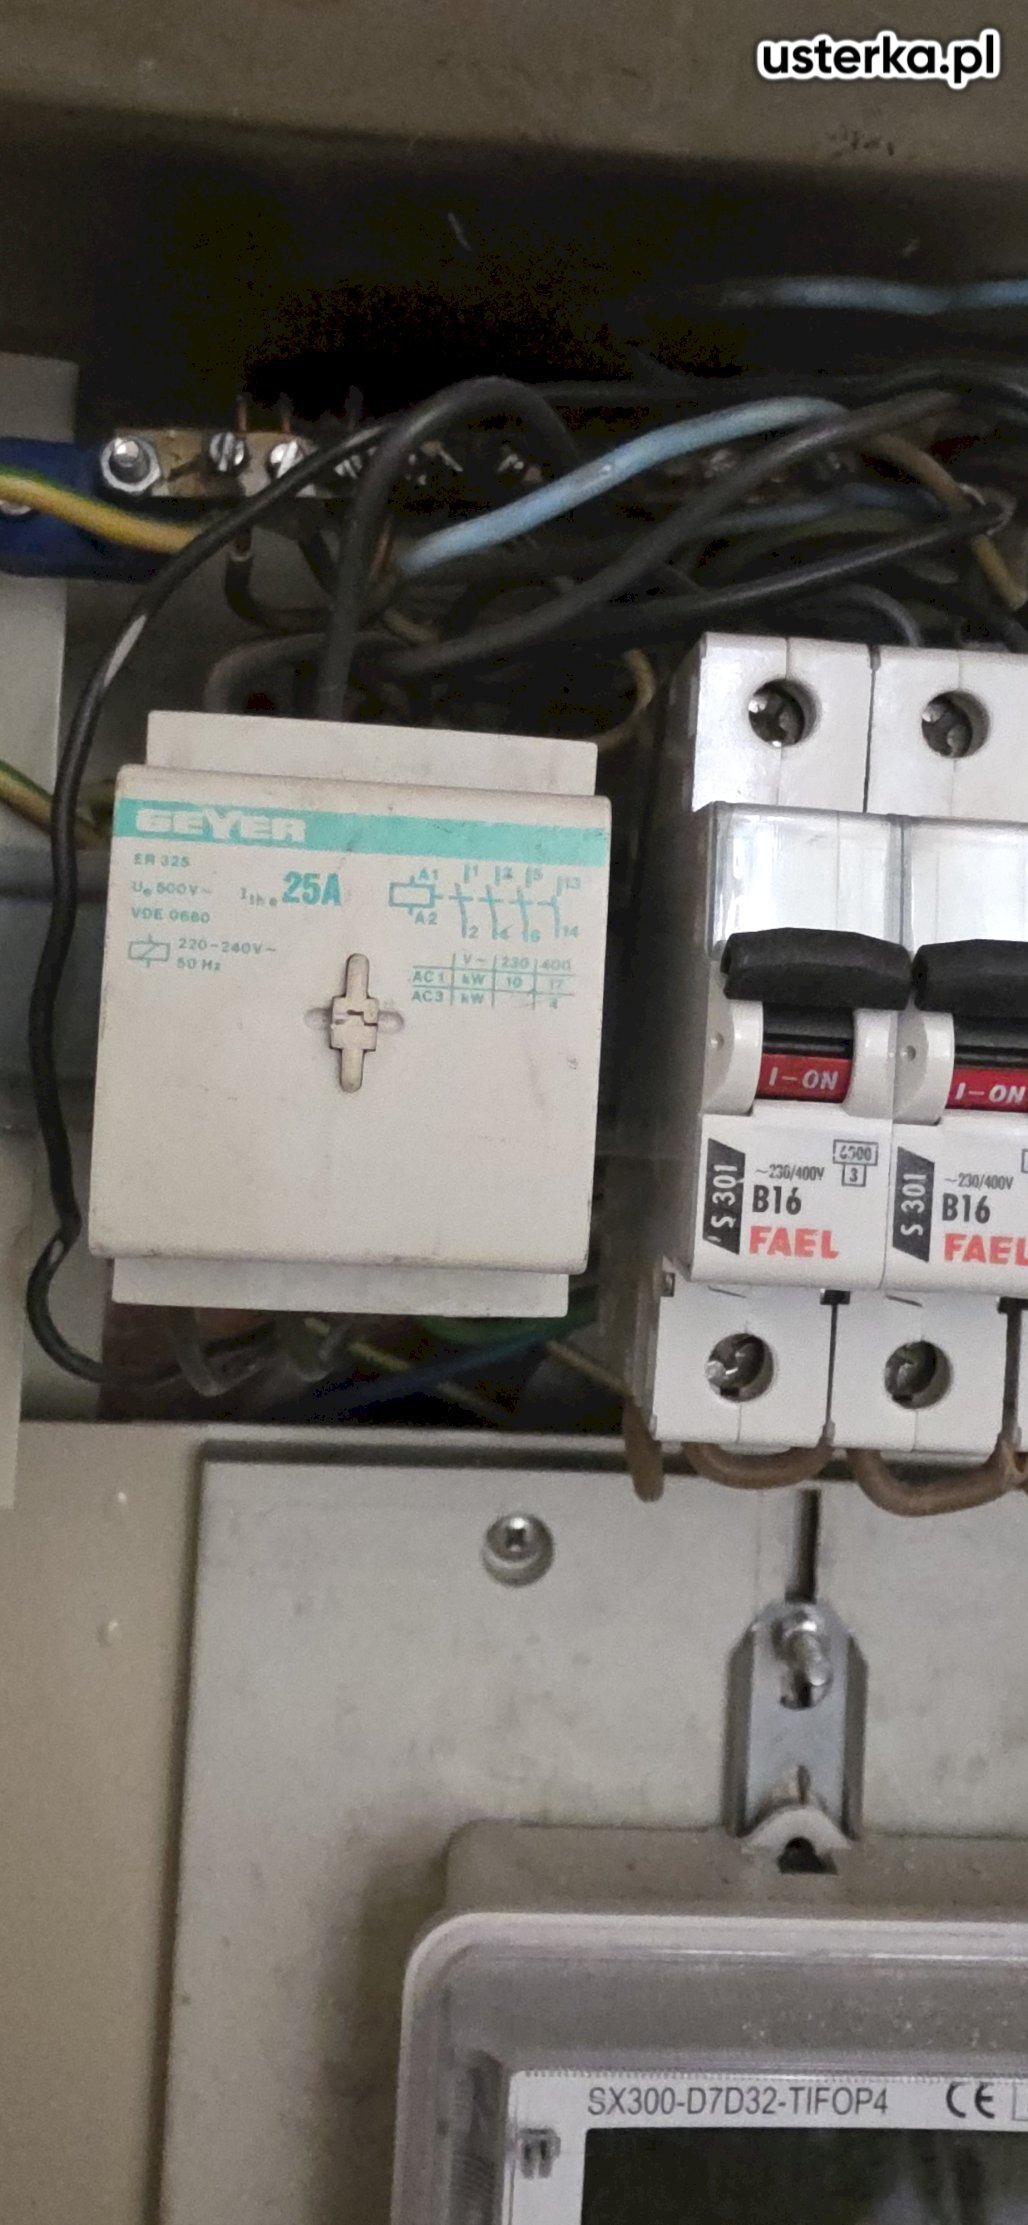 usterka.pl
GEYER
ER 325
Ue 500V~
Ithe 25A
VDE 0660
220-240V~
50 Hz
A1 1 3 5 13
A2 2 4 6 14
V~ 230 400
AC1 kW 10 17
AC3 kW 4
I-ON
I-ON
S 301
~230/400V
6000
3
B16
FAEL
S 301
~230/400V
B16
FAEL
SX300-D7D32-TIFOP4 CE